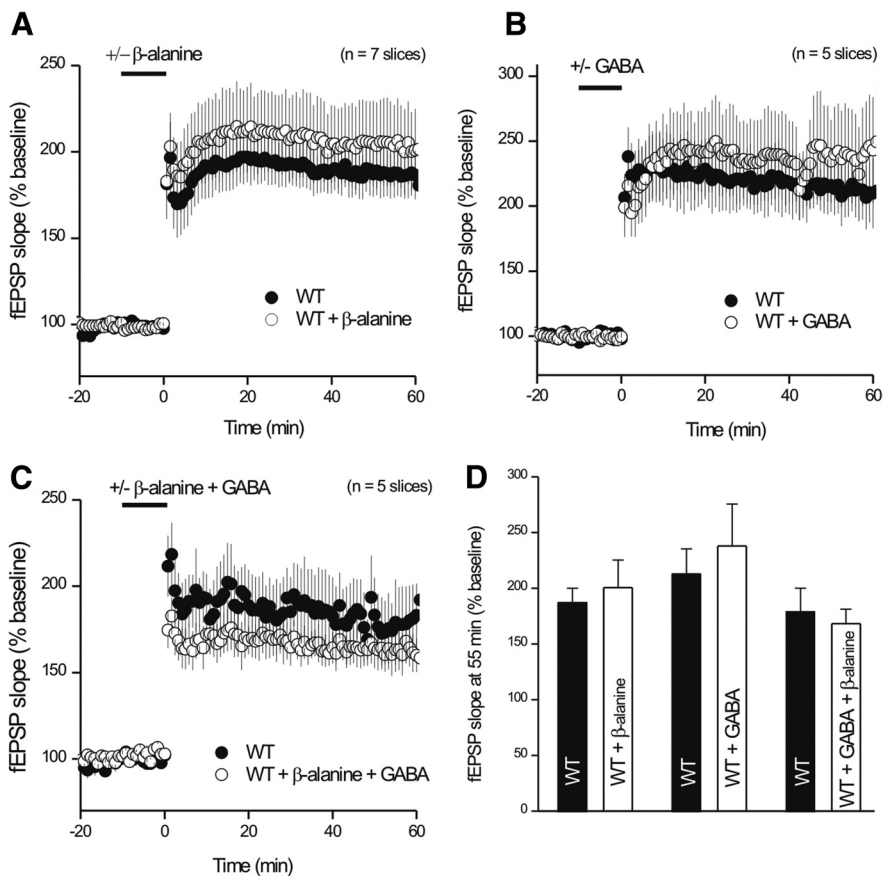 A
+/– β-alanine
(n = 7 slices)
250
200
150
100
fEPSP slope (% baseline)
WT
WT + β-alanine
-20
0
20
40
60
Time (min)
B
+/- GABA
(n = 5 slices)
300
250
200
150
100
fEPSP slope (% baseline)
WT
WT + GABA
-20
0
20
40
60
Time (min)
C
+/- β-alanine + GABA
(n = 5 slices)
250
200
150
100
fEPSP slope (% baseline)
WT
WT + β-alanine + GABA
-20
0
20
40
60
Time (min)
D
300
250
200
150
100
50
0
fEPSP slope at 55 min (% baseline)
WT
WT + β-alanine
WT
WT + GABA
WT
WT + GABA + β-alanine